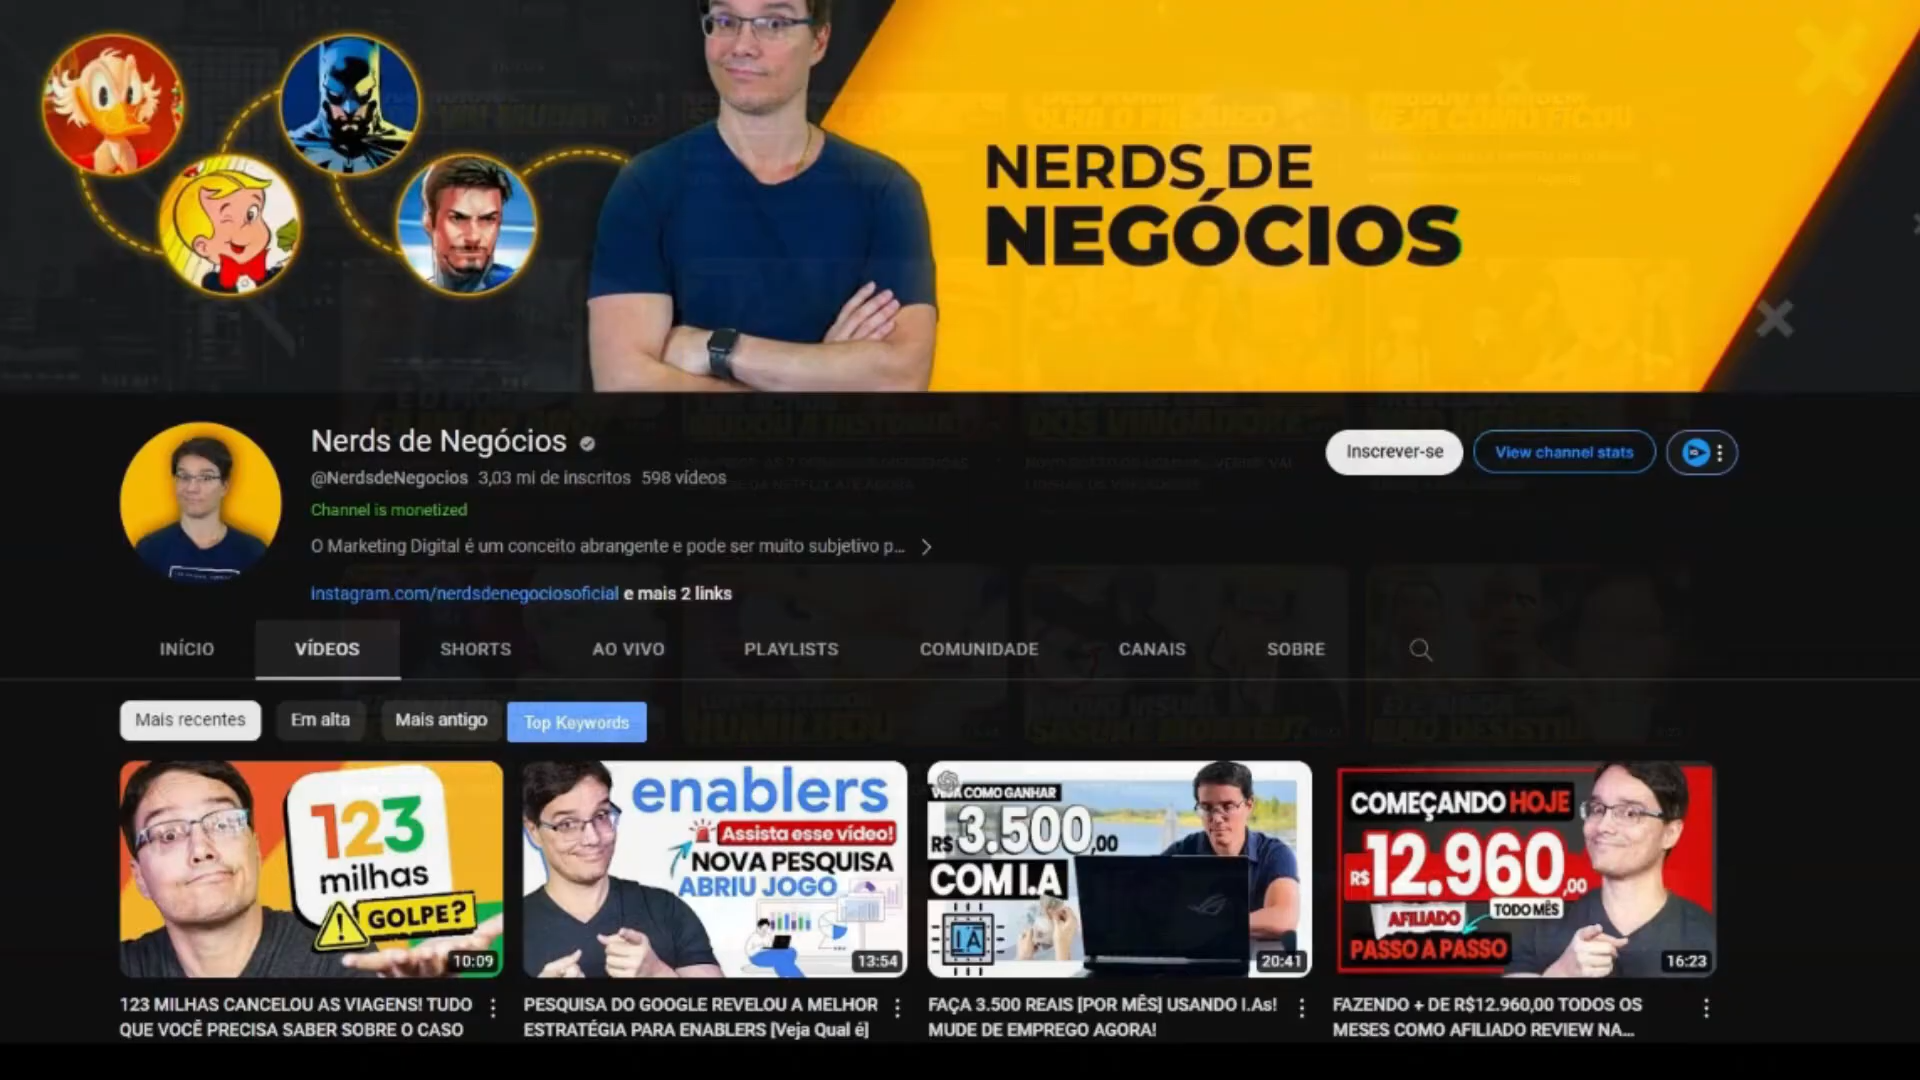 NERDS DE
NEGÓCIOS
Nerds de Negócios
@NerdsdeNegocios 3,03 mi de inscritos 598 vídeos
Channel is monetized
O Marketing Digital é um conceito abrangente e pode ser muito subjetivo p...
instagram.com/nerdsdenegociosoficial e mais 2 links
Inscrever-se
View channel stats
INÍCIO VÍDEOS SHORTS AO VIVO PLAYLISTS COMUNIDADE CANAIS SOBRE
Mais recentes Em alta Mais antigo Top Keywords
123
milhas
GOLPE?
10:09
enablers
Assista esse vídeo!
NOVA PESQUISA
ABRIU JOGO
13:54
VEJA COMO GANHAR
R$ 3.500,00
COM I.A
IA
20:41
COMEÇANDO HOJE
R$ 12.960,00
AFILIADO TODO MÊS
PASSO A PASSO
16:23
123 MILHAS CANCELOU AS VIAGENS! TUDO
QUE VOCÊ PRECISA SABER SOBRE O CASO
PESQUISA DO GOOGLE REVELOU A MELHOR
ESTRATÉGIA PARA ENABLERS [Veja Qual é]
FAÇA 3.500 REAIS [POR MÊS] USANDO I.As!
MUDE DE EMPREGO AGORA!
FAZENDO + DE R$12.960,00 TODOS OS
MESES COMO AFILIADO REVIEW NA...